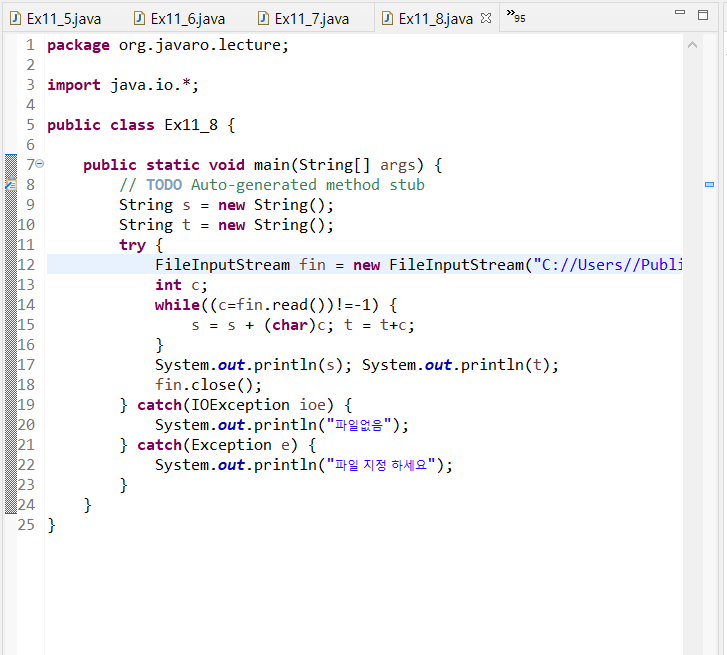 Ex11_5.java Ex11_6.java Ex11_7.java Ex11_8.java »95
1 package org.javaro.lecture;
2
3 import java.io.*;
4
5 public class Ex11_8 {
6
7 public static void main(String[] args) {
8 // TODO Auto-generated method stub
9 String s = new String();
10 String t = new String();
11 try {
12 FileInputStream fin = new FileInputStream("C://Users//Publi
13 int c;
14 while((c=fin.read())!=-1) {
15 s = s + (char)c; t = t+c;
16 }
17 System.out.println(s); System.out.println(t);
18 fin.close();
19 } catch(IOException ioe) {
20 System.out.println("파일없음");
21 } catch(Exception e) {
22 System.out.println("파일 지정 하세요");
23 }
24 }
25 }